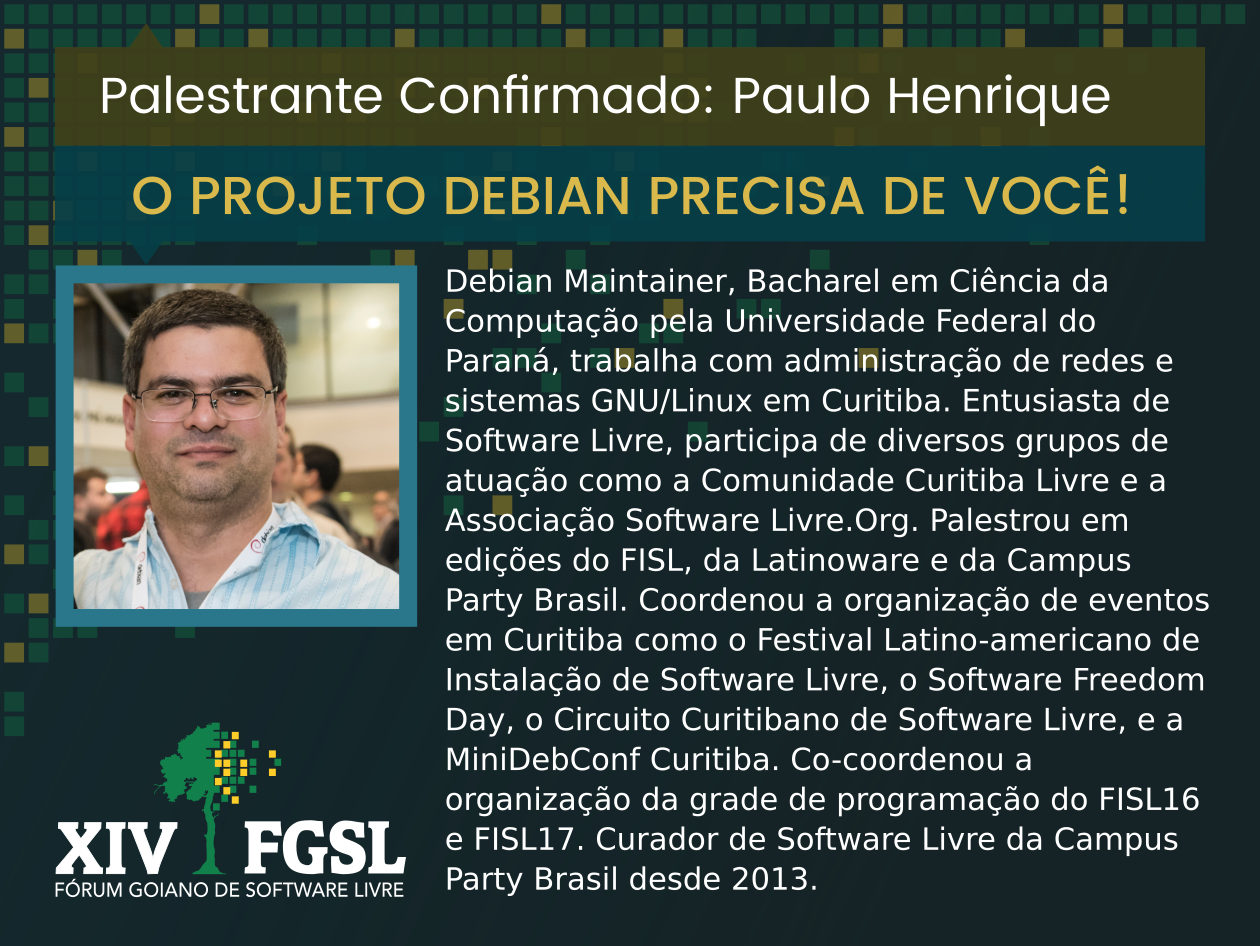 Palestrante Confirmado: Paulo Henrique
O PROJETO DEBIAN PRECISA DE VOCÊ!
Debian Maintainer, Bacharel em Ciência da
Computação pela Universidade Federal do
Paraná, trabalha com administração de redes e
sistemas GNU/Linux em Curitiba. Entusiasta de
Software Livre, participa de diversos grupos de
atuação como a Comunidade Curitiba Livre e a
Associação Software Livre.Org. Palestrou em
edições do FISL, da Latinoware e da Campus
Party Brasil. Coordenou a organização de eventos
em Curitiba como o Festival Latino-americano de
Instalação de Software Livre, o Software Freedom
Day, o Circuito Curitibano de Software Livre, e a
MiniDebConf Curitiba. Co-coordenou a
organização da grade de programação do FISL16
e FISL17. Curador de Software Livre da Campus
Party Brasil desde 2013.
XIV FGSL
FÓRUM GOIANO DE SOFTWARE LIVRE